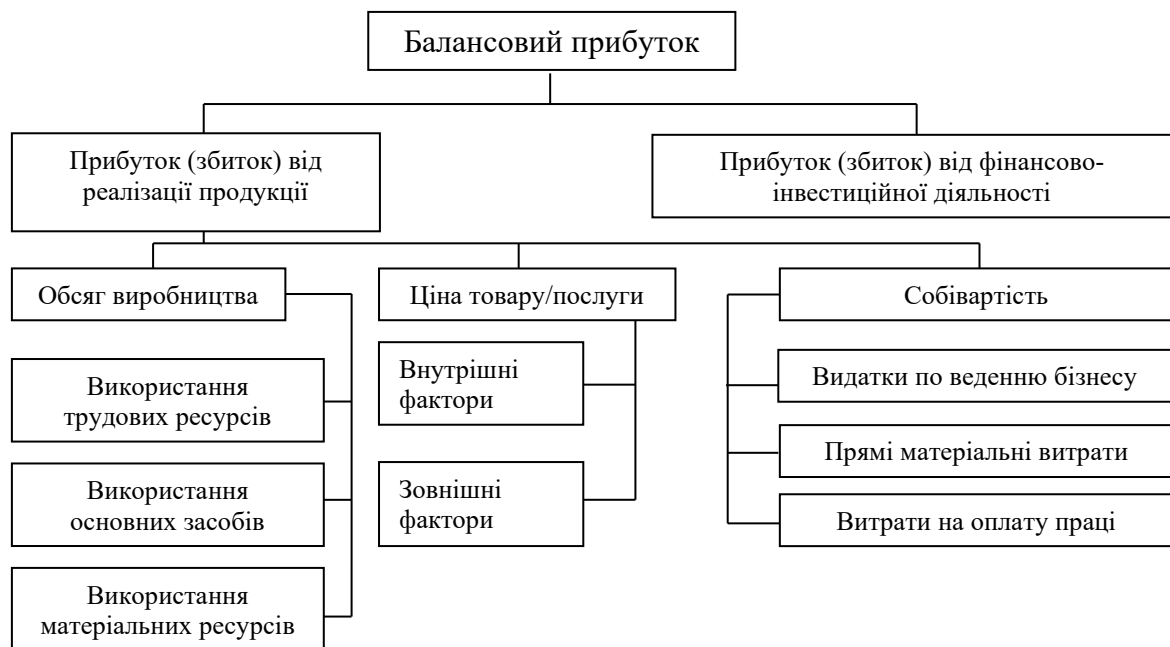 Балансовий прибуток
Прибуток (збиток) від
реалізації продукції
Прибуток (збиток) від фінансово-
інвестиційної діяльності
Обсяг виробництва
Ціна товару/послуги
Собівартість
Використання
трудових ресурсів
Використання
основних засобів
Використання
матеріальних ресурсів
Внутрішні
фактори
Зовнішні
фактори
Видатки по веденню бізнесу
Прямі матеріальні витрати
Витрати на оплату праці